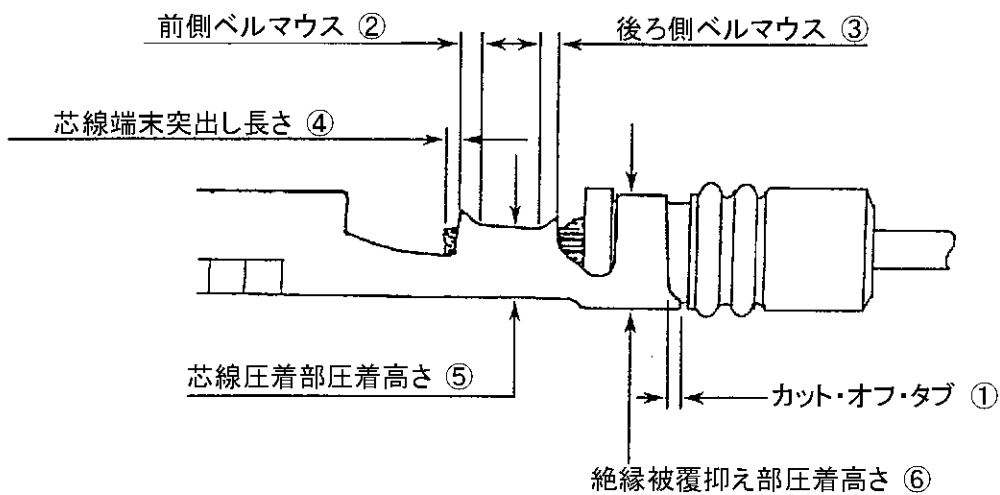 前側ベルマウス ②
後ろ側ベルマウス ③
芯線端末突出し長さ ④
芯線圧着部圧着高さ ⑤
カット・オフ・タブ ①
絶縁被覆抑え部圧着高さ ⑥